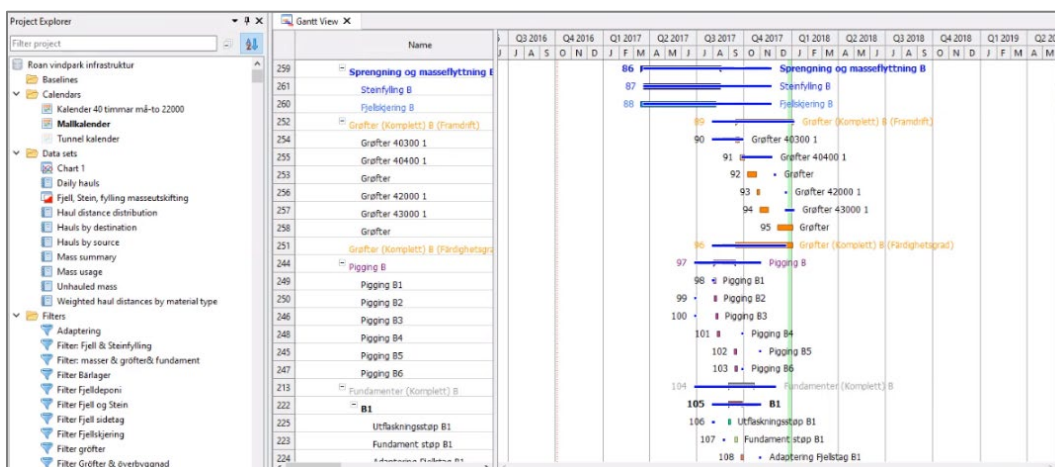 Project Explorer
Filter project
Roan vindpark infrastruktur
Baselines
Calendars
Kalender 40 timmar må-to 22000
Mallkalender
Tunnel kalender
Data sets
Chart 1
Daily hauls
Fjell, Stein, fylling masseutskifting
Haul distance distribution
Hauls by destination
Hauls by source
Mass summary
Mass usage
Unhauled mass
Weighted haul distances by material type
Filters
Adaptering
Filter: Fjell & Steinfylling
Filter: masser & gröfter& fundament
Filter Bärlager
Filter Fjelldeponi
Filter Fjell og Stein
Filter Fjell sidetag
Filter Fjellskjering
Filter gröfter
Filter Gröfter & överbyggnad
Gantt View
Name
Q3 2016 Q4 2016 Q1 2017 Q2 2017 Q3 2017 Q4 2017 Q1 2018 Q2 2018 Q3 2018 Q4 2018 Q1 2019 Q2 20
J J A S O N D J F M A M J J A S O N D J F M A M J J A S O N D J F M A M
259 Sprengning og masseflyttning B 86 Sprengning og masseflyttning B
261 Steinfylling B 87 Steinfylling B
260 Fjellskjering B 88 Fjellskjering B
252 Grøfter (Komplett) B (Framdrift) 89 Grøfter (Komplett) B (Framdrift)
254 Grøfter 40300 1 90 Grøfter 40300 1
255 Grøfter 40400 1 91 Grøfter 40400 1
253 Grøfter 92 Grøfter
256 Grøfter 42000 1 93 Grøfter 42000 1
257 Grøfter 43000 1 94 Grøfter 43000 1
258 Grøfter 95 Grøfter
251 Grøfter (Komplett) B (Färdighetsgrad) 96 Grøfter (Komplett) B (Färdighetsgrad)
244 Pigging B 97 Pigging B
249 Pigging B1 98 Pigging B1
250 Pigging B2 99 Pigging B2
246 Pigging B3 100 Pigging B3
248 Pigging B4 101 Pigging B4
245 Pigging B5 102 Pigging B5
247 Pigging B6 103 Pigging B6
213 Fundamenter (Komplett) B 104 Fundamenter (Komplett) B
222 B1 105 B1
225 Utflaskningsstøp B1 106 Utflaskningsstøp B1
223 Fundament støp B1 107 Fundament støp B1
224 Adaptering Fjellstag B1 108 Adaptering Fjellstag B1